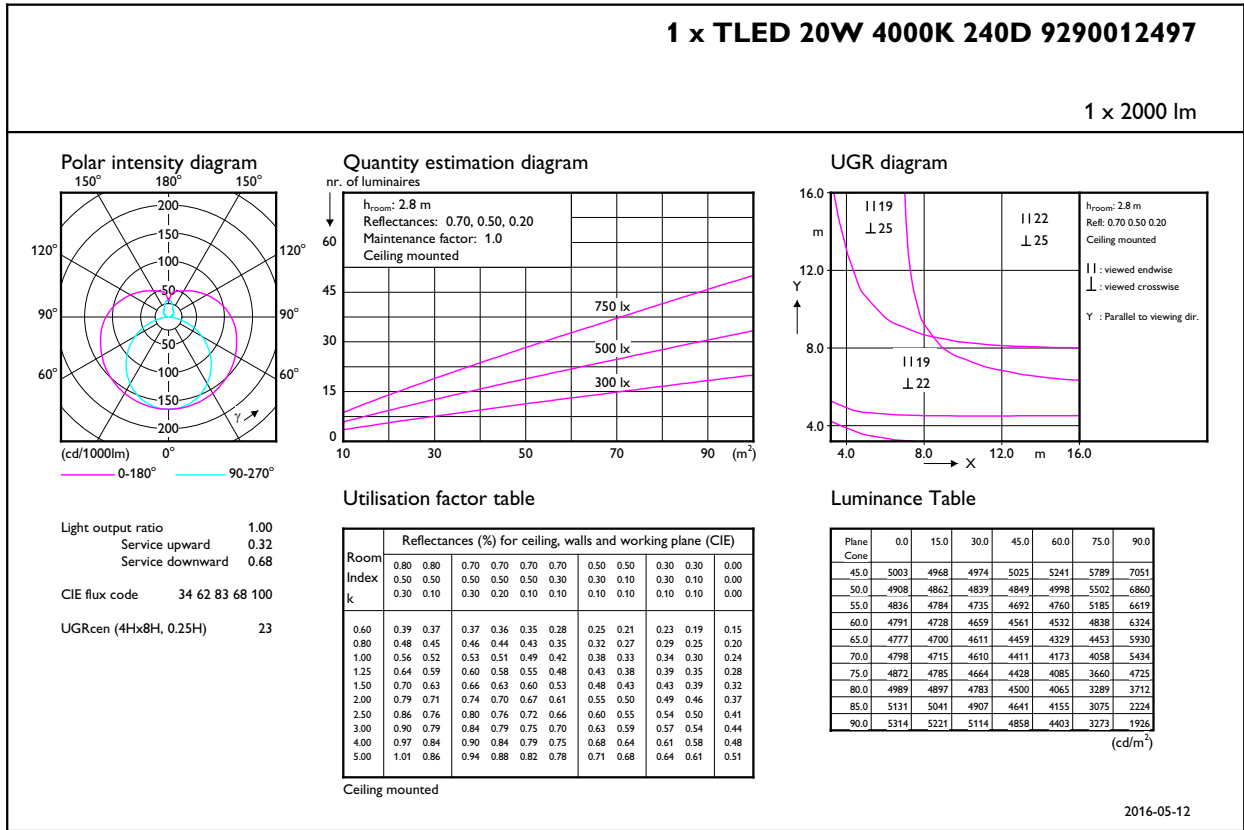 1 x TLED 20W 4000K 240D 9290012497
1 x 2000 lm
Polar intensity diagram
150° 180° 150°
200
150
120° 120°
100
50
90° 90°
50
100
60° 60°
150
γ
200
(cd/1000lm) 0°
0-180° 90-270°
Light output ratio 1.00
Service upward 0.32
Service downward 0.68
CIE flux code 34 62 83 68 100
UGRcen (4Hx8H, 0.25H) 23
Quantity estimation diagram
nr. of luminaires
hroom: 2.8 m
Reflectances: 0.70, 0.50, 0.20
Maintenance factor: 1.0
Ceiling mounted
60
45
750 lx
30
500 lx
300 lx
15
0
10 30 50 70 90 (m²)
Utilisation factor table
Reflectances (%) for ceiling, walls and working plane (CIE)
Room
Index
k
0.80 0.80 0.70 0.70 0.70 0.70 0.50 0.50 0.30 0.30 0.00
0.50 0.50 0.50 0.50 0.50 0.30 0.30 0.10 0.30 0.10 0.00
0.30 0.10 0.30 0.20 0.10 0.10 0.10 0.10 0.10 0.10 0.00
0.60 0.39 0.37 0.37 0.36 0.35 0.28 0.25 0.21 0.23 0.19 0.15
0.80 0.48 0.45 0.46 0.44 0.43 0.35 0.32 0.27 0.29 0.25 0.20
1.00 0.56 0.52 0.53 0.51 0.49 0.42 0.38 0.33 0.34 0.30 0.24
1.25 0.64 0.59 0.60 0.58 0.55 0.48 0.43 0.38 0.39 0.35 0.28
1.50 0.70 0.63 0.66 0.63 0.60 0.53 0.48 0.43 0.43 0.39 0.32
2.00 0.79 0.71 0.74 0.70 0.67 0.61 0.55 0.50 0.49 0.46 0.37
2.50 0.86 0.76 0.80 0.76 0.72 0.66 0.60 0.55 0.54 0.50 0.41
3.00 0.90 0.79 0.84 0.79 0.75 0.70 0.63 0.59 0.57 0.54 0.44
4.00 0.97 0.84 0.90 0.84 0.79 0.75 0.68 0.64 0.61 0.58 0.48
5.00 1.01 0.86 0.94 0.88 0.82 0.78 0.71 0.68 0.64 0.61 0.51
Ceiling mounted
UGR diagram
16.0
m
12.0
Y
8.0
4.0
||19
⊥25
||22
⊥25
||19
⊥22
4.0 8.0 12.0 m 16.0
X
hroom: 2.8 m
Refl: 0.70 0.50 0.20
Ceiling mounted
|| : viewed endwise
⊥ : viewed crosswise
Y : Parallel to viewing dir.
Luminance Table
Plane 0.0 15.0 30.0 45.0 60.0 75.0 90.0
Cone
45.0 5003 4968 4974 5025 5241 5789 7051
50.0 4908 4862 4839 4849 4998 5502 6860
55.0 4836 4784 4735 4692 4760 5185 6619
60.0 4791 4728 4659 4561 4532 4838 6324
65.0 4777 4700 4611 4459 4329 4453 5930
70.0 4798 4715 4610 4411 4173 4058 5434
75.0 4872 4785 4664 4428 4085 3660 4725
80.0 4989 4897 4783 4500 4065 3289 3712
85.0 5131 5041 4907 4641 4155 3075 2224
90.0 5314 5221 5114 4858 4403 3273 1926
(cd/m²)
2016-05-12